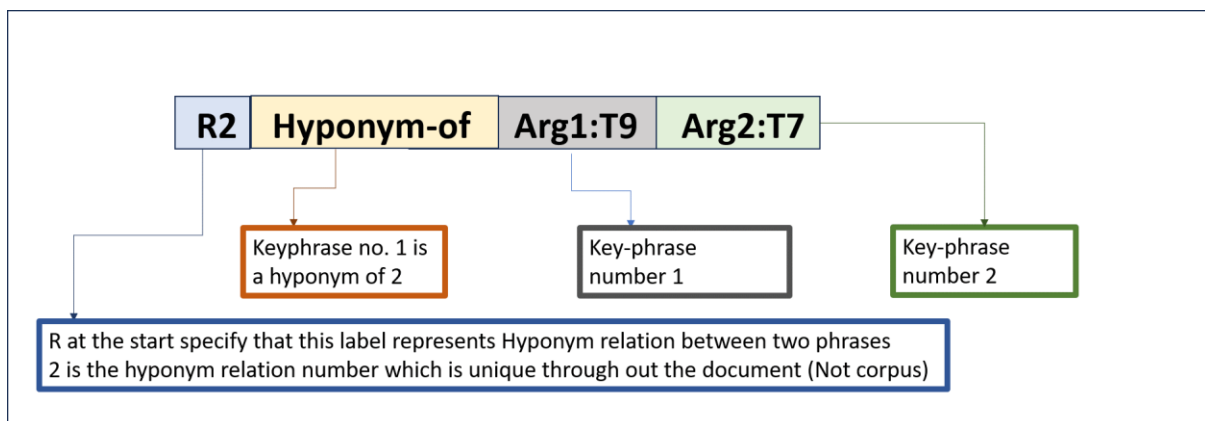 R2 Hyponym-of Arg1:T9 Arg2:T7
Keyphrase no. 1 is
a hyponym of 2
Key-phrase
number 1
Key-phrase
number 2
R at the start specify that this label represents Hyponym relation between two phrases
2 is the hyponym relation number which is unique through out the document (Not corpus)